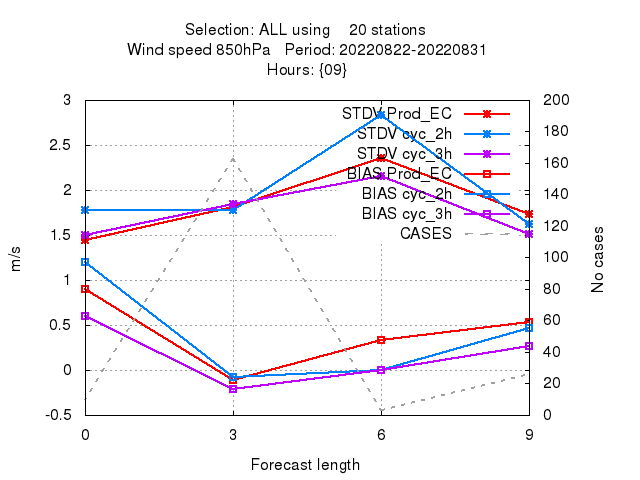 Selection: ALL using 20 stations
Wind speed 850hPa Period: 20220822-20220831
Hours: {09}
3
2.5
2
1.5
1
0.5
0
-0.5
m/s
200
180
160
140
120
100
80
60
40
20
0
No cases
STDV Prod_EC
STDV cyc_2h
STDV cyc_3h
BIAS Prod_EC
BIAS cyc_2h
BIAS cyc_3h
CASES
0 3 6 9
Forecast length